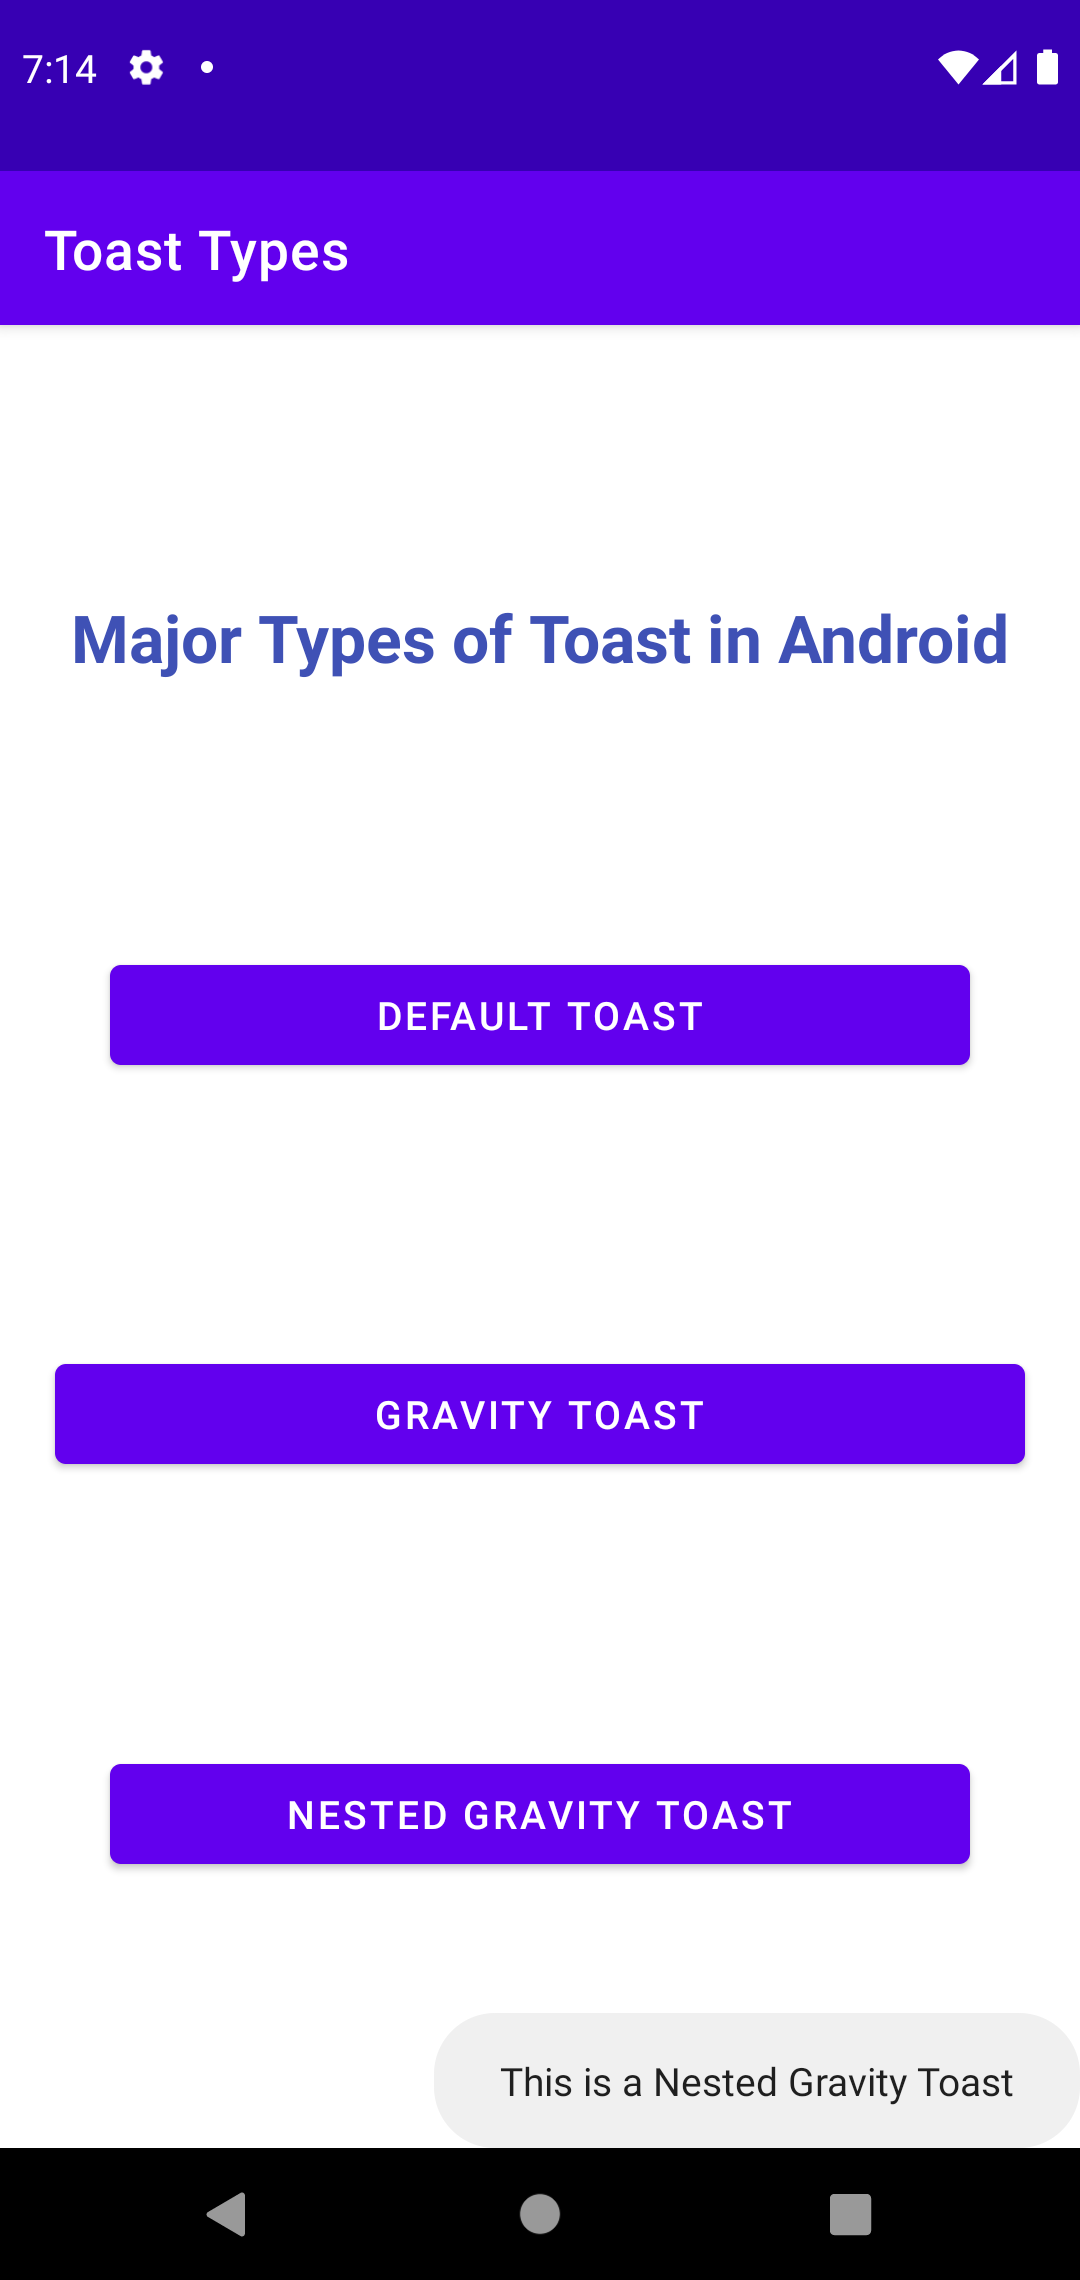 7:14
Toast Types
Major Types of Toast in Android
DEFAULT TOAST
GRAVITY TOAST
NESTED GRAVITY TOAST
This is a Nested Gravity Toast